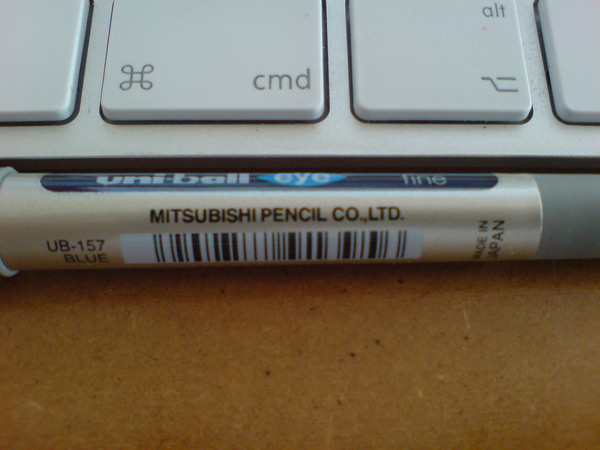 alt
⌘ cmd
⌥
uni-ball eye fine
MITSUBISHI PENCIL CO.,LTD.
UB-157
BLUE
MADE IN
JAPAN